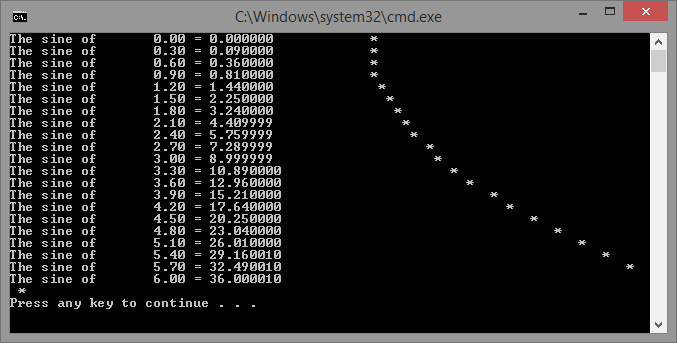 C:\Windows\system32\cmd.exe
The sine of 0.00 = 0.000000 *
The sine of 0.30 = 0.090000 *
The sine of 0.60 = 0.360000 *
The sine of 0.90 = 0.810000 *
The sine of 1.20 = 1.440000 *
The sine of 1.50 = 2.250000 *
The sine of 1.80 = 3.240000 *
The sine of 2.10 = 4.409999 *
The sine of 2.40 = 5.759999 *
The sine of 2.70 = 7.289999 *
The sine of 3.00 = 8.999999 *
The sine of 3.30 = 10.890000 *
The sine of 3.60 = 12.960000 *
The sine of 3.90 = 15.210000 *
The sine of 4.20 = 17.640000 *
The sine of 4.50 = 20.250000 *
The sine of 4.80 = 23.040000 *
The sine of 5.10 = 26.010000 *
The sine of 5.40 = 29.160010 *
The sine of 5.70 = 32.490010 *
The sine of 6.00 = 36.000010
*
Press any key to continue . . .